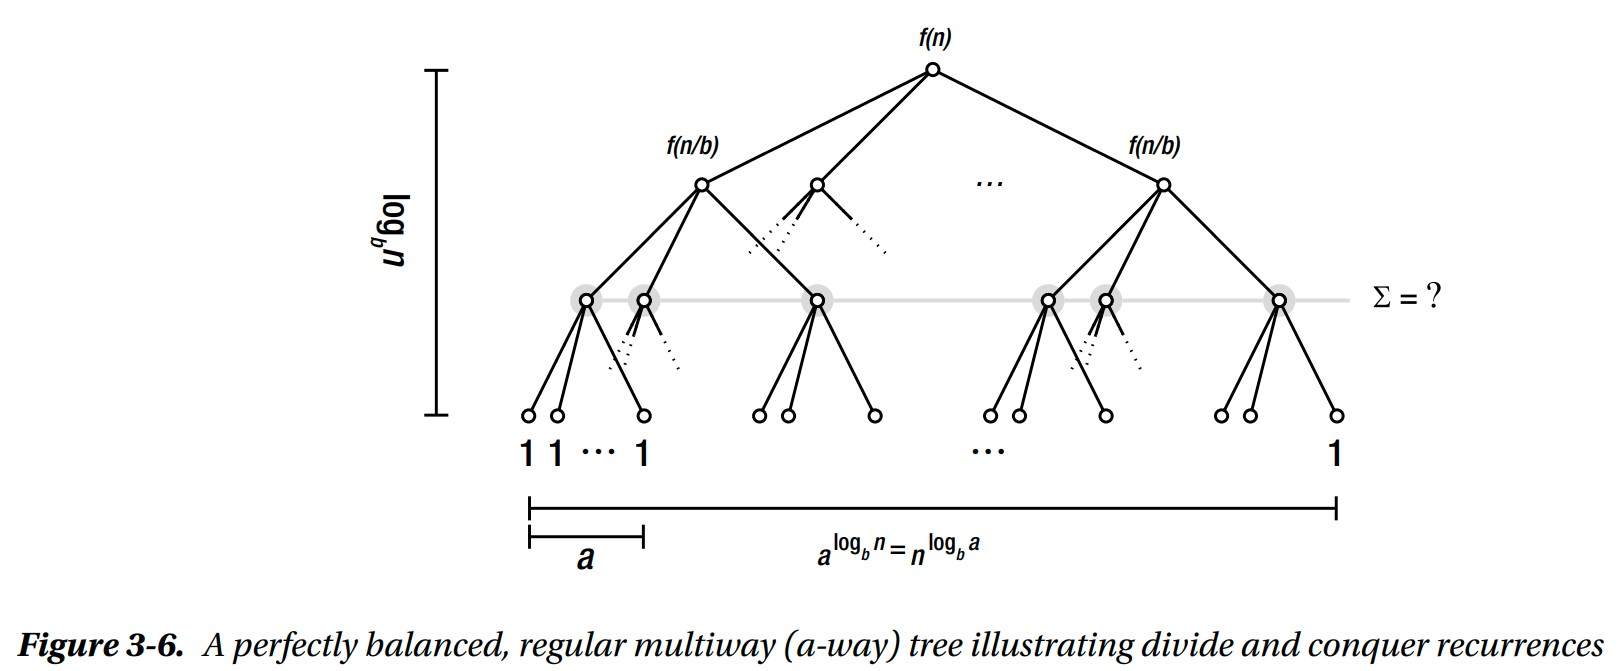 f(n)
f(n/b) f(n/b)
...
log_b n
Σ = ?
1 1 ... 1 ... 1
a
a^{log_b n} = n^{log_b a}
Figure 3-6. A perfectly balanced, regular multiway (a-way) tree illustrating divide and conquer recurrences